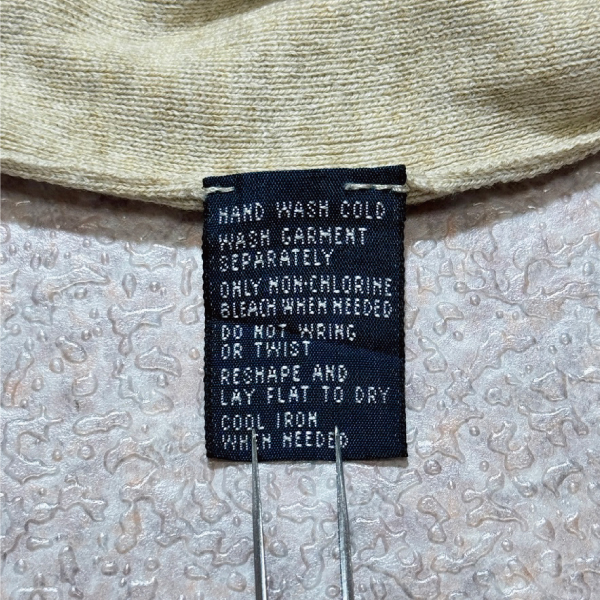 HAND WASH COLD
WASH GARMENT
SEPARATELY
ONLY NON-CHLORINE
BLEACH WHEN NEEDED
DO NOT WRING
OR TWIST
RESHAPE AND
LAY FLAT TO DRY
COOL IRON
WHEN NEEDED